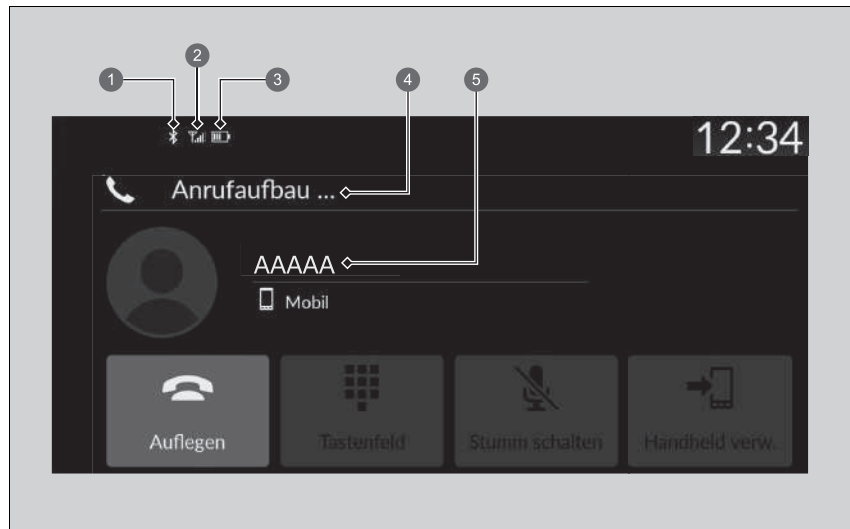 1 2 3 4 5
12:34
Anrufaufbau ...
AAAAA
Mobil
Auflegen Tastenfeld Stumm schalten Handheld verw.